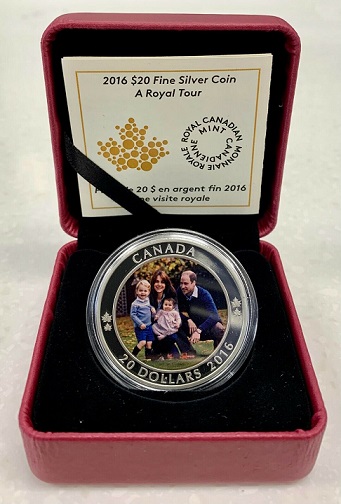 2016 $20 Fine Silver Coin
A Royal Tour
ROYAL CANADIAN MINT
MONNAIE ROYALE CANADIENNE
de 20 $ en argent fin 2016
visite royale
CANADA
20 DOLLARS 2016